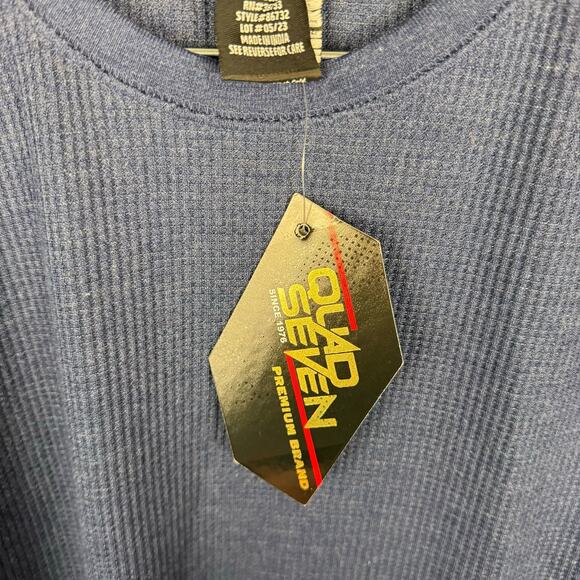 STYLE#86732
LOT#05/23
MADE IN INDIA
SEE REVERSE FOR CARE
QUAD
SEVEN
SINCE 1976
PREMIUM BRAND